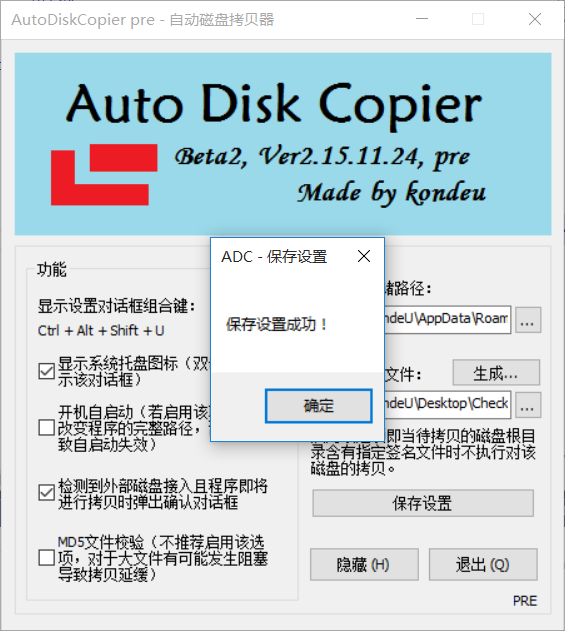 AutoDiskCopier pre - 自动磁盘拷贝器
Auto Disk Copier
Beta2, Ver2.15.11.24, pre
Made by kondeu
ADC - 保存设置
保存设置成功！
确定
功能
显示设置对话框组合键：
Ctrl + Alt + Shift + U
显示系统托盘图标（双
示该对话框）
开机自启动（若启用该
改变程序的完整路径，
致自启动失效）
检测到外部磁盘接入且程序即将
进行拷贝时弹出确认对话框
MD5文件校验（不推荐启用该选
项，对于大文件有可能发生阻塞
导致拷贝延缓）
路径：
ndeU\AppData\Roam
...
文件：
生成...
ndeU\Desktop\Check
...
即当待拷贝的磁盘根目
录含有指定签名文件时不执行对该
磁盘的拷贝。
保存设置
隐藏(H)
退出(Q)
PRE